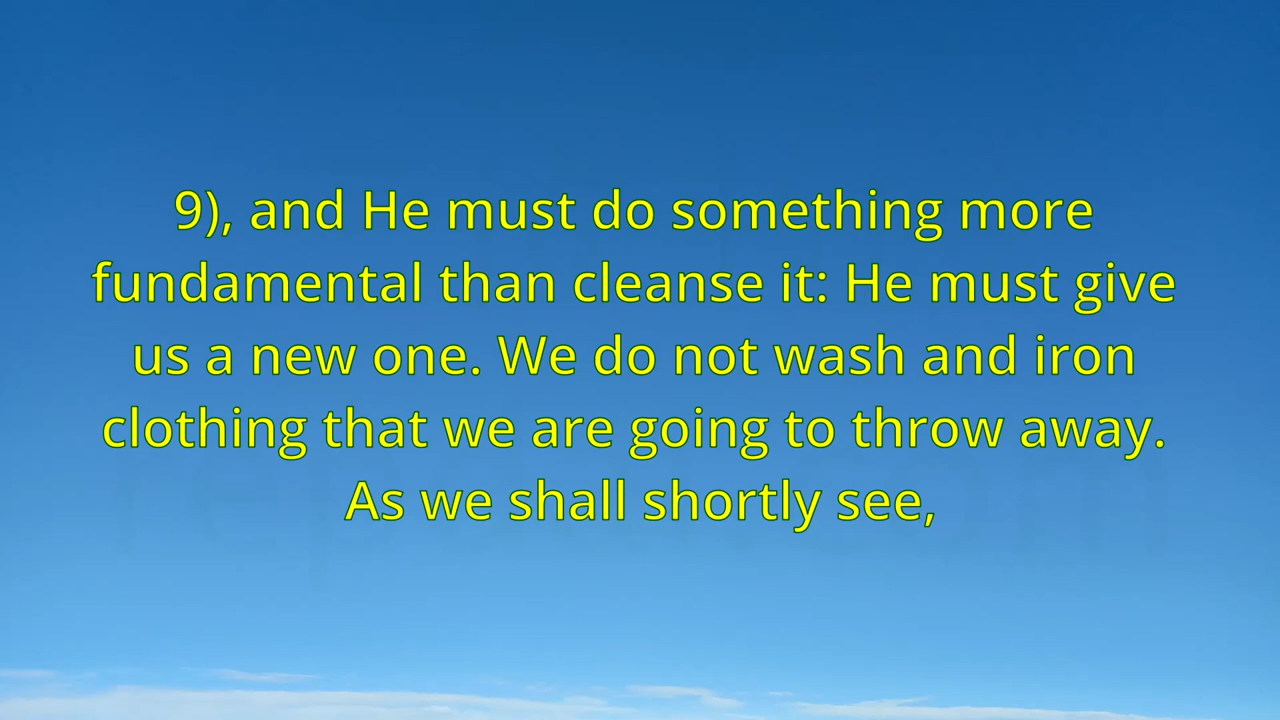 9), and He must do something more
fundamental than cleanse it: He must give
us a new one. We do not wash and iron
clothing that we are going to throw away.
As we shall shortly see,